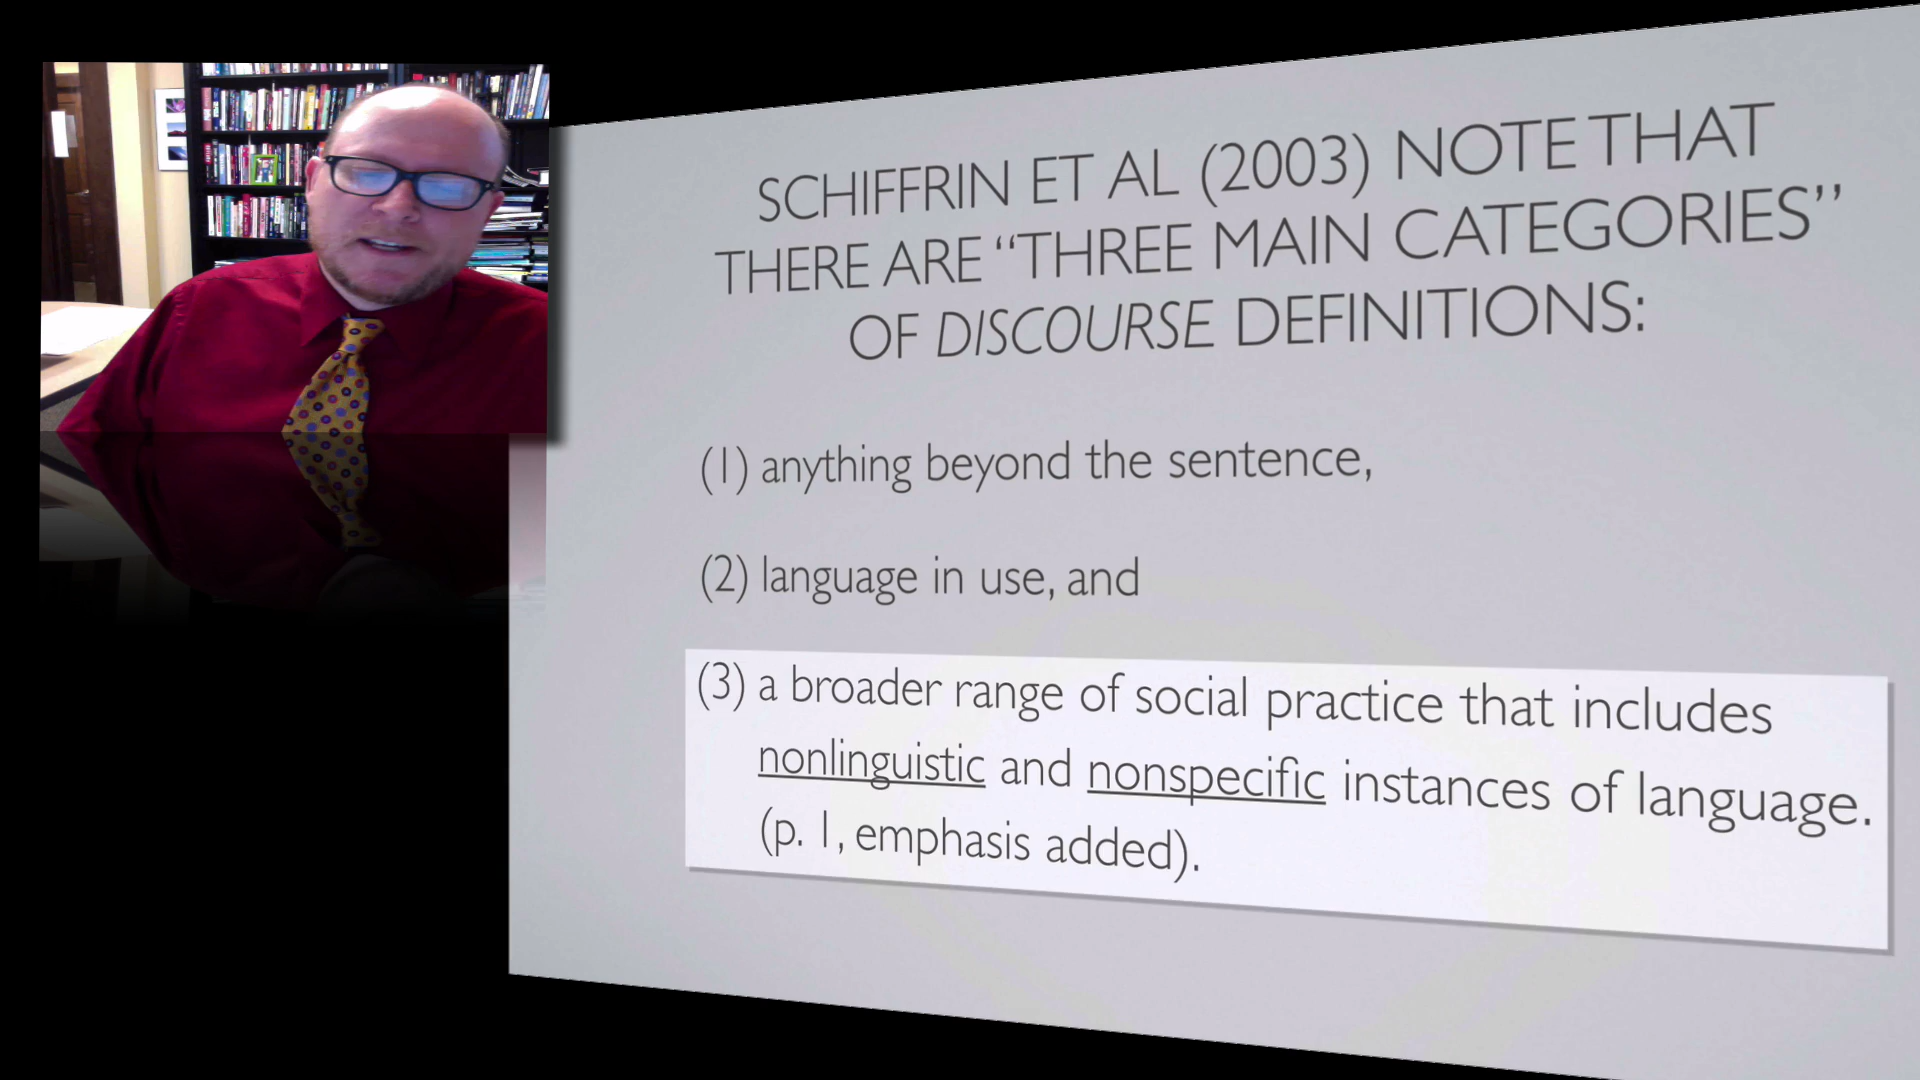 SCHIFFRIN ET AL (2003) NOTE THAT
THERE ARE “THREE MAIN CATEGORIES”
OF DISCOURSE DEFINITIONS:
(1) anything beyond the sentence,
(2) language in use, and
(3) a broader range of social practice that includes
nonlinguistic and nonspecific instances of language.
(p. 1, emphasis added).